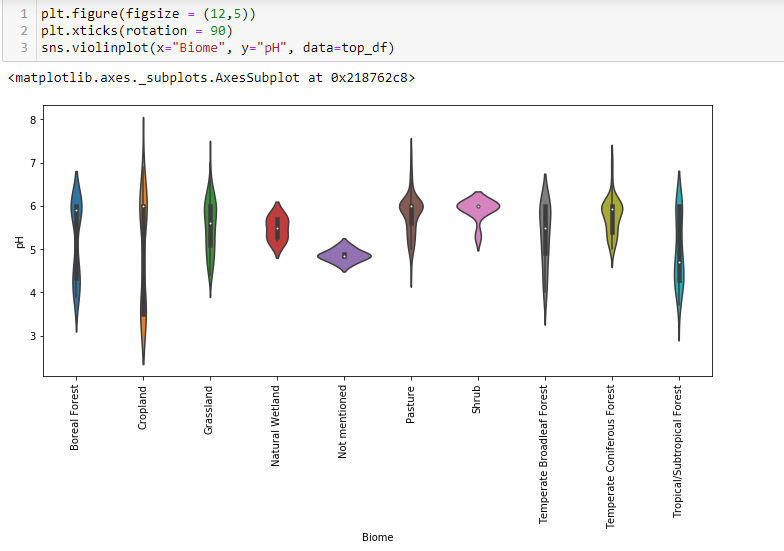 1 plt.figure(figsize = (12,5))
2 plt.xticks(rotation = 90)
3 sns.violinplot(x="Biome", y="pH", data=top_df)
<matplotlib.axes._subplots.AxesSubplot at 0x218762c8>
8
7
6
5
4
3
pH
Boreal Forest
Cropland
Grassland
Natural Wetland
Not mentioned
Pasture
Shrub
Temperate Broadleaf Forest
Temperate Coniferous Forest
Tropical/Subtropical Forest
Biome